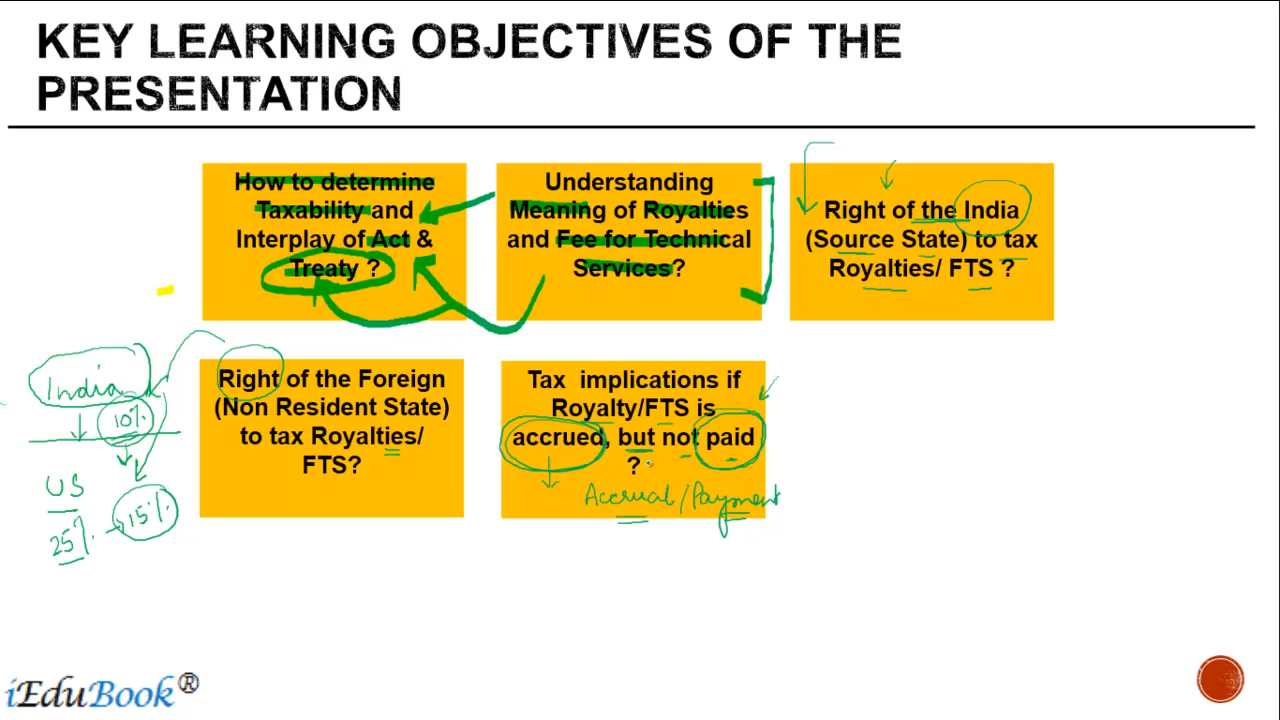 KEY LEARNING OBJECTIVES OF THE
PRESENTATION
How to determine
Taxability and
Interplay of Act &
Treaty ?
Understanding
Meaning of Royalties
and Fee for Technical
Services?
Right of the India
(Source State) to tax
Royalties/ FTS ?
Right of the Foreign
(Non Resident State)
to tax Royalties/
FTS?
Tax implications if
Royalty/FTS is
accrued, but not paid
?
Accrual/Payment
India
10%
US
25%
15%
iEduBook®